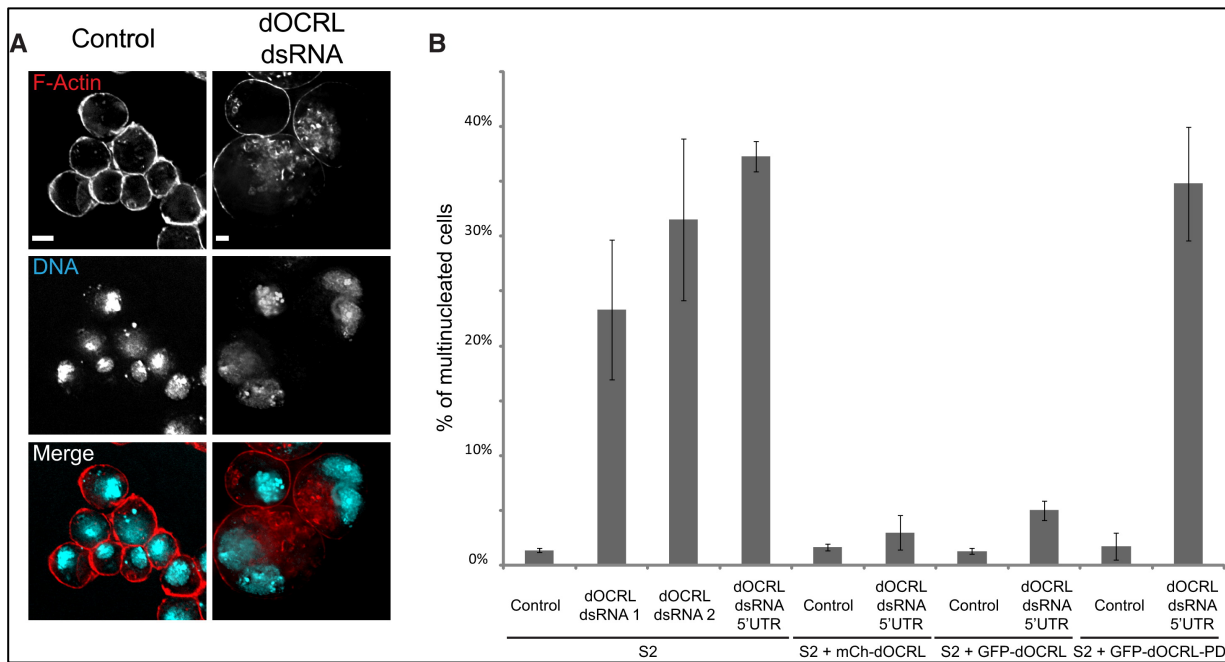 A
Control
dOCRL
dsRNA
F-Actin
DNA
Merge
B
% of multinucleated cells
40%
30%
20%
10%
0%
Control
dOCRL
dsRNA 1
dOCRL
dsRNA 2
dOCRL
dsRNA
5'UTR
Control
dOCRL
dsRNA
5'UTR
Control
dOCRL
dsRNA
5'UTR
Control
dOCRL
dsRNA
5'UTR
S2
S2 + mCh-dOCRL
S2 + GFP-dOCRL
S2 + GFP-dOCRL-PD